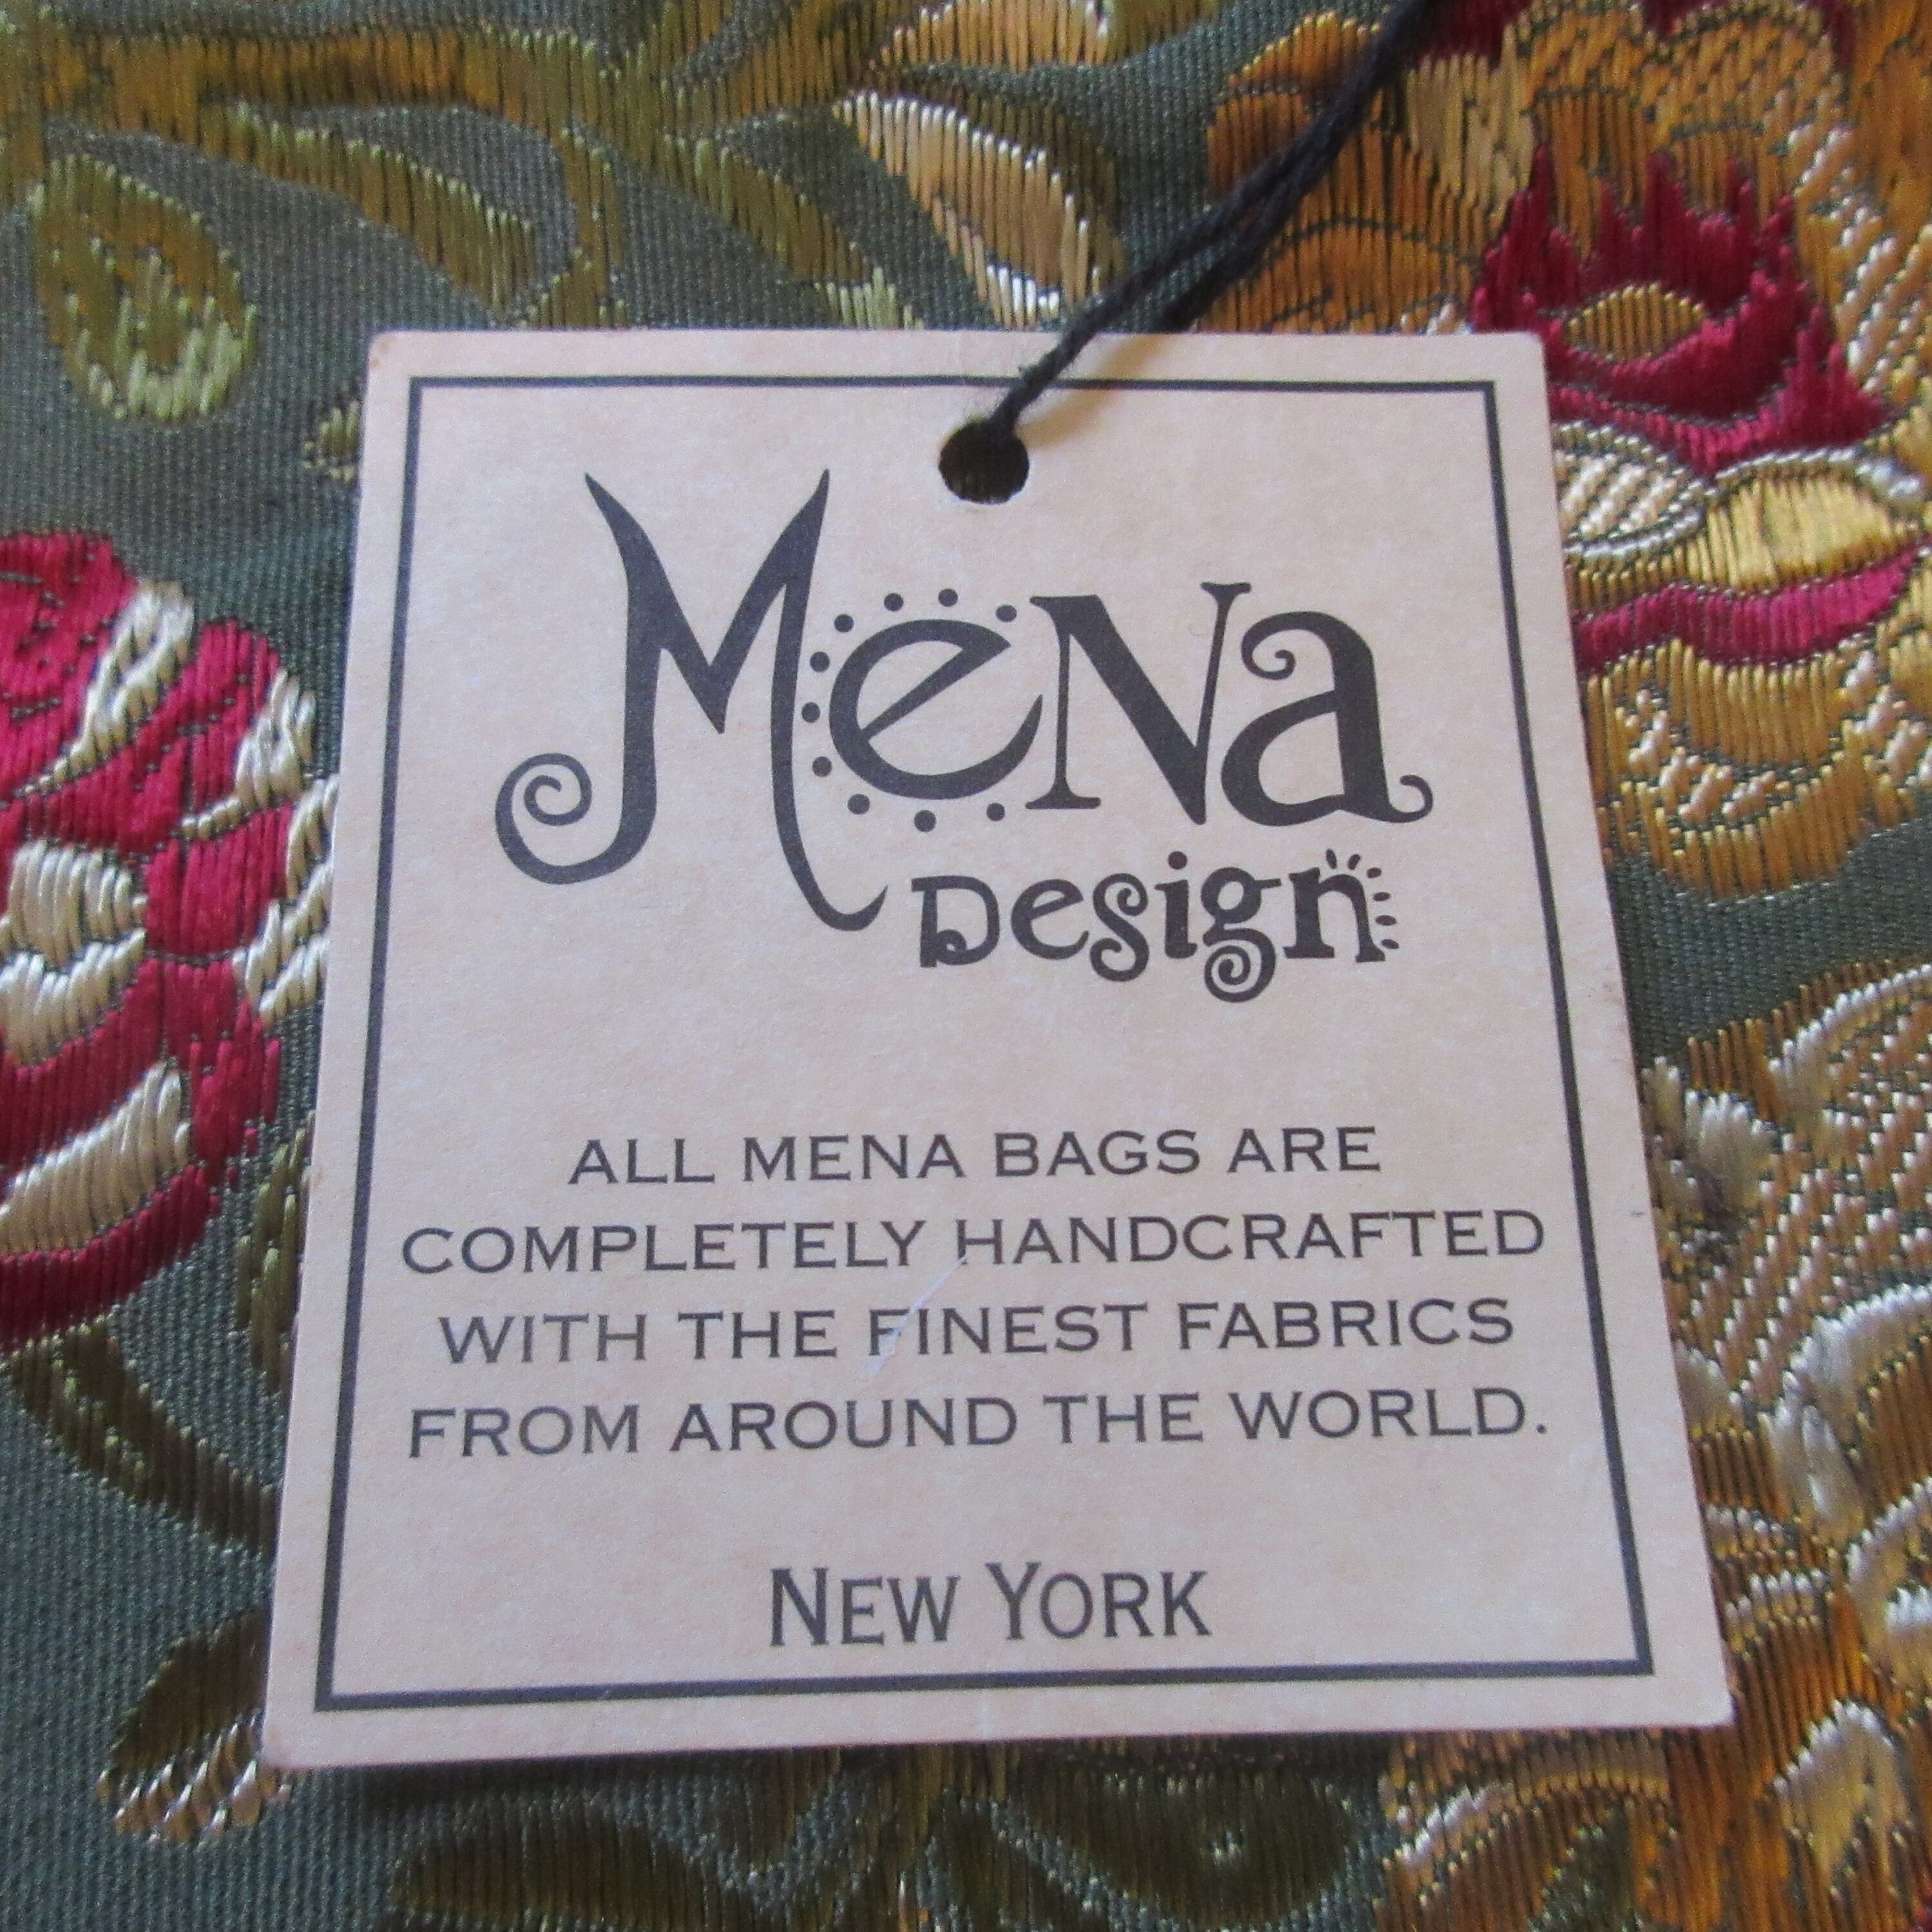 MeNa
Design
ALL MENA BAGS ARE
COMPLETELY HANDCRAFTED
WITH THE FINEST FABRICS
FROM AROUND THE WORLD.
NEW YORK